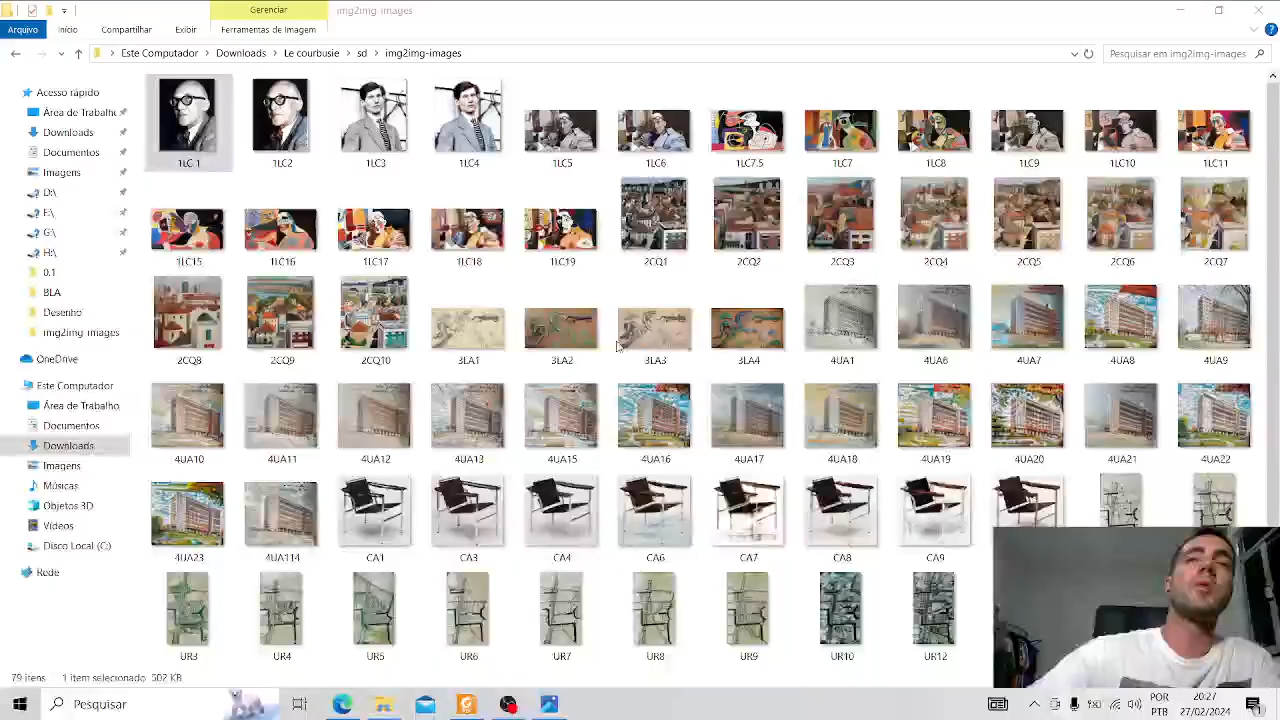 Gerenciar
img2img-images
Arquivo
Início
Compartilhar
Exibir
Ferramentas de Imagem
Este Computador
Downloads
Le courbusie
sd
img2img-images
Pesquisar em img2img-images
Acesso rápido
Área de Trabalho
Downloads
Documentos
Imagens
D:\
F:\
G:\
H:\
0.1
BLA
Desenho
img2img-images
OneDrive
Este Computador
Área de Trabalho
Documentos
Downloads
Imagens
Músicas
Objetos 3D
Vídeos
Disco Local (C:)
Rede
1LC 1
1LC2
1LC3
1LC4
1LC5
1LC6
1LC7.5
1LC7
1LC8
1LC9
1LC10
1LC11
1LC15
1LC16
1LC17
1LC18
1LC19
2CQ1
2CQ2
2CQ3
2CQ4
2CQ5
2CQ6
2CQ7
2CQ8
2CQ9
2CQ10
3LA1
3LA2
3LA3
3LA4
4UA1
4UA6
4UA7
4UA8
4UA9
4UA10
4UA11
4UA12
4UA13
4UA15
4UA16
4UA17
4UA18
4UA19
4UA20
4UA21
4UA22
4UA23
4UA114
CA1
CA3
CA4
CA6
CA7
CA8
CA9
UR3
UR4
UR5
UR6
UR7
UR8
UR9
UR10
UR12
79 itens
1 item selecionado 502 KB
Pesquisar
POR
PTB
20:27
27/02/2024